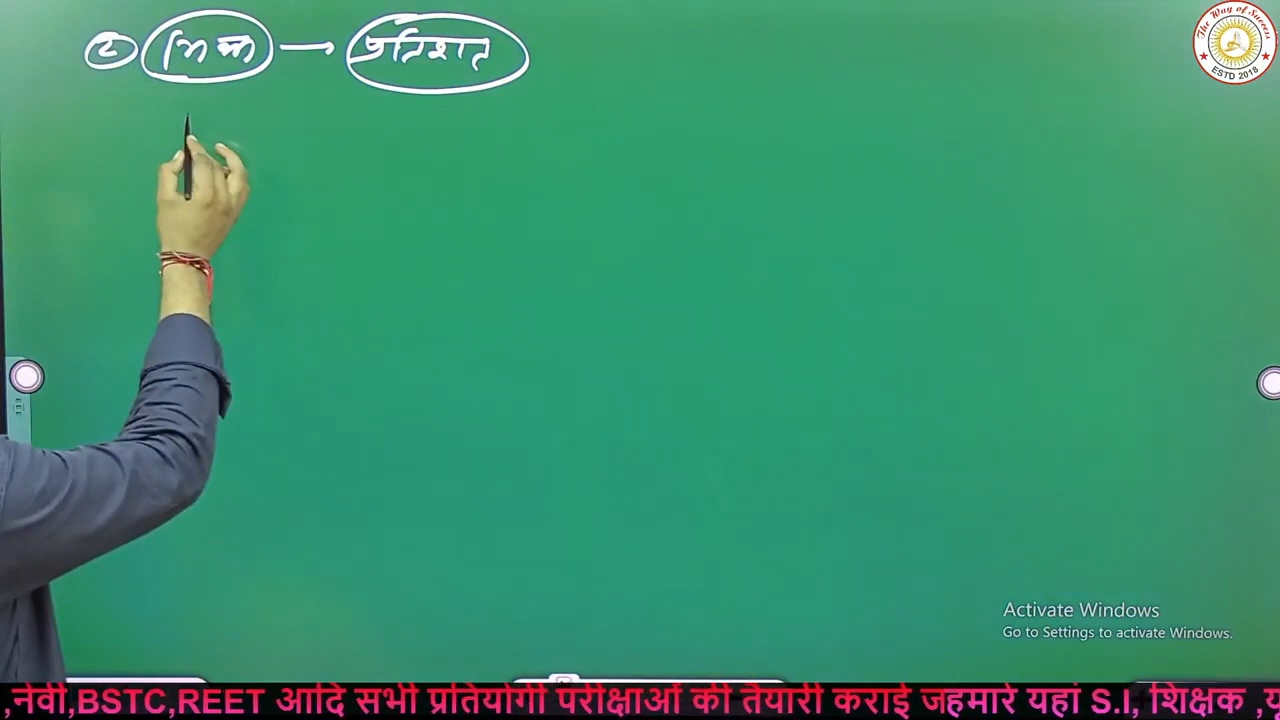 ② भिन्न → प्रतिशत
The Way of Success
ESTD 2018
Activate Windows
Go to Settings to activate Windows.
,नेवी,BSTC,REET आदि सभी प्रतियोगी परीक्षाओं की तैयारी कराई जहमारे यहां S.I, शिक्षक ,यू